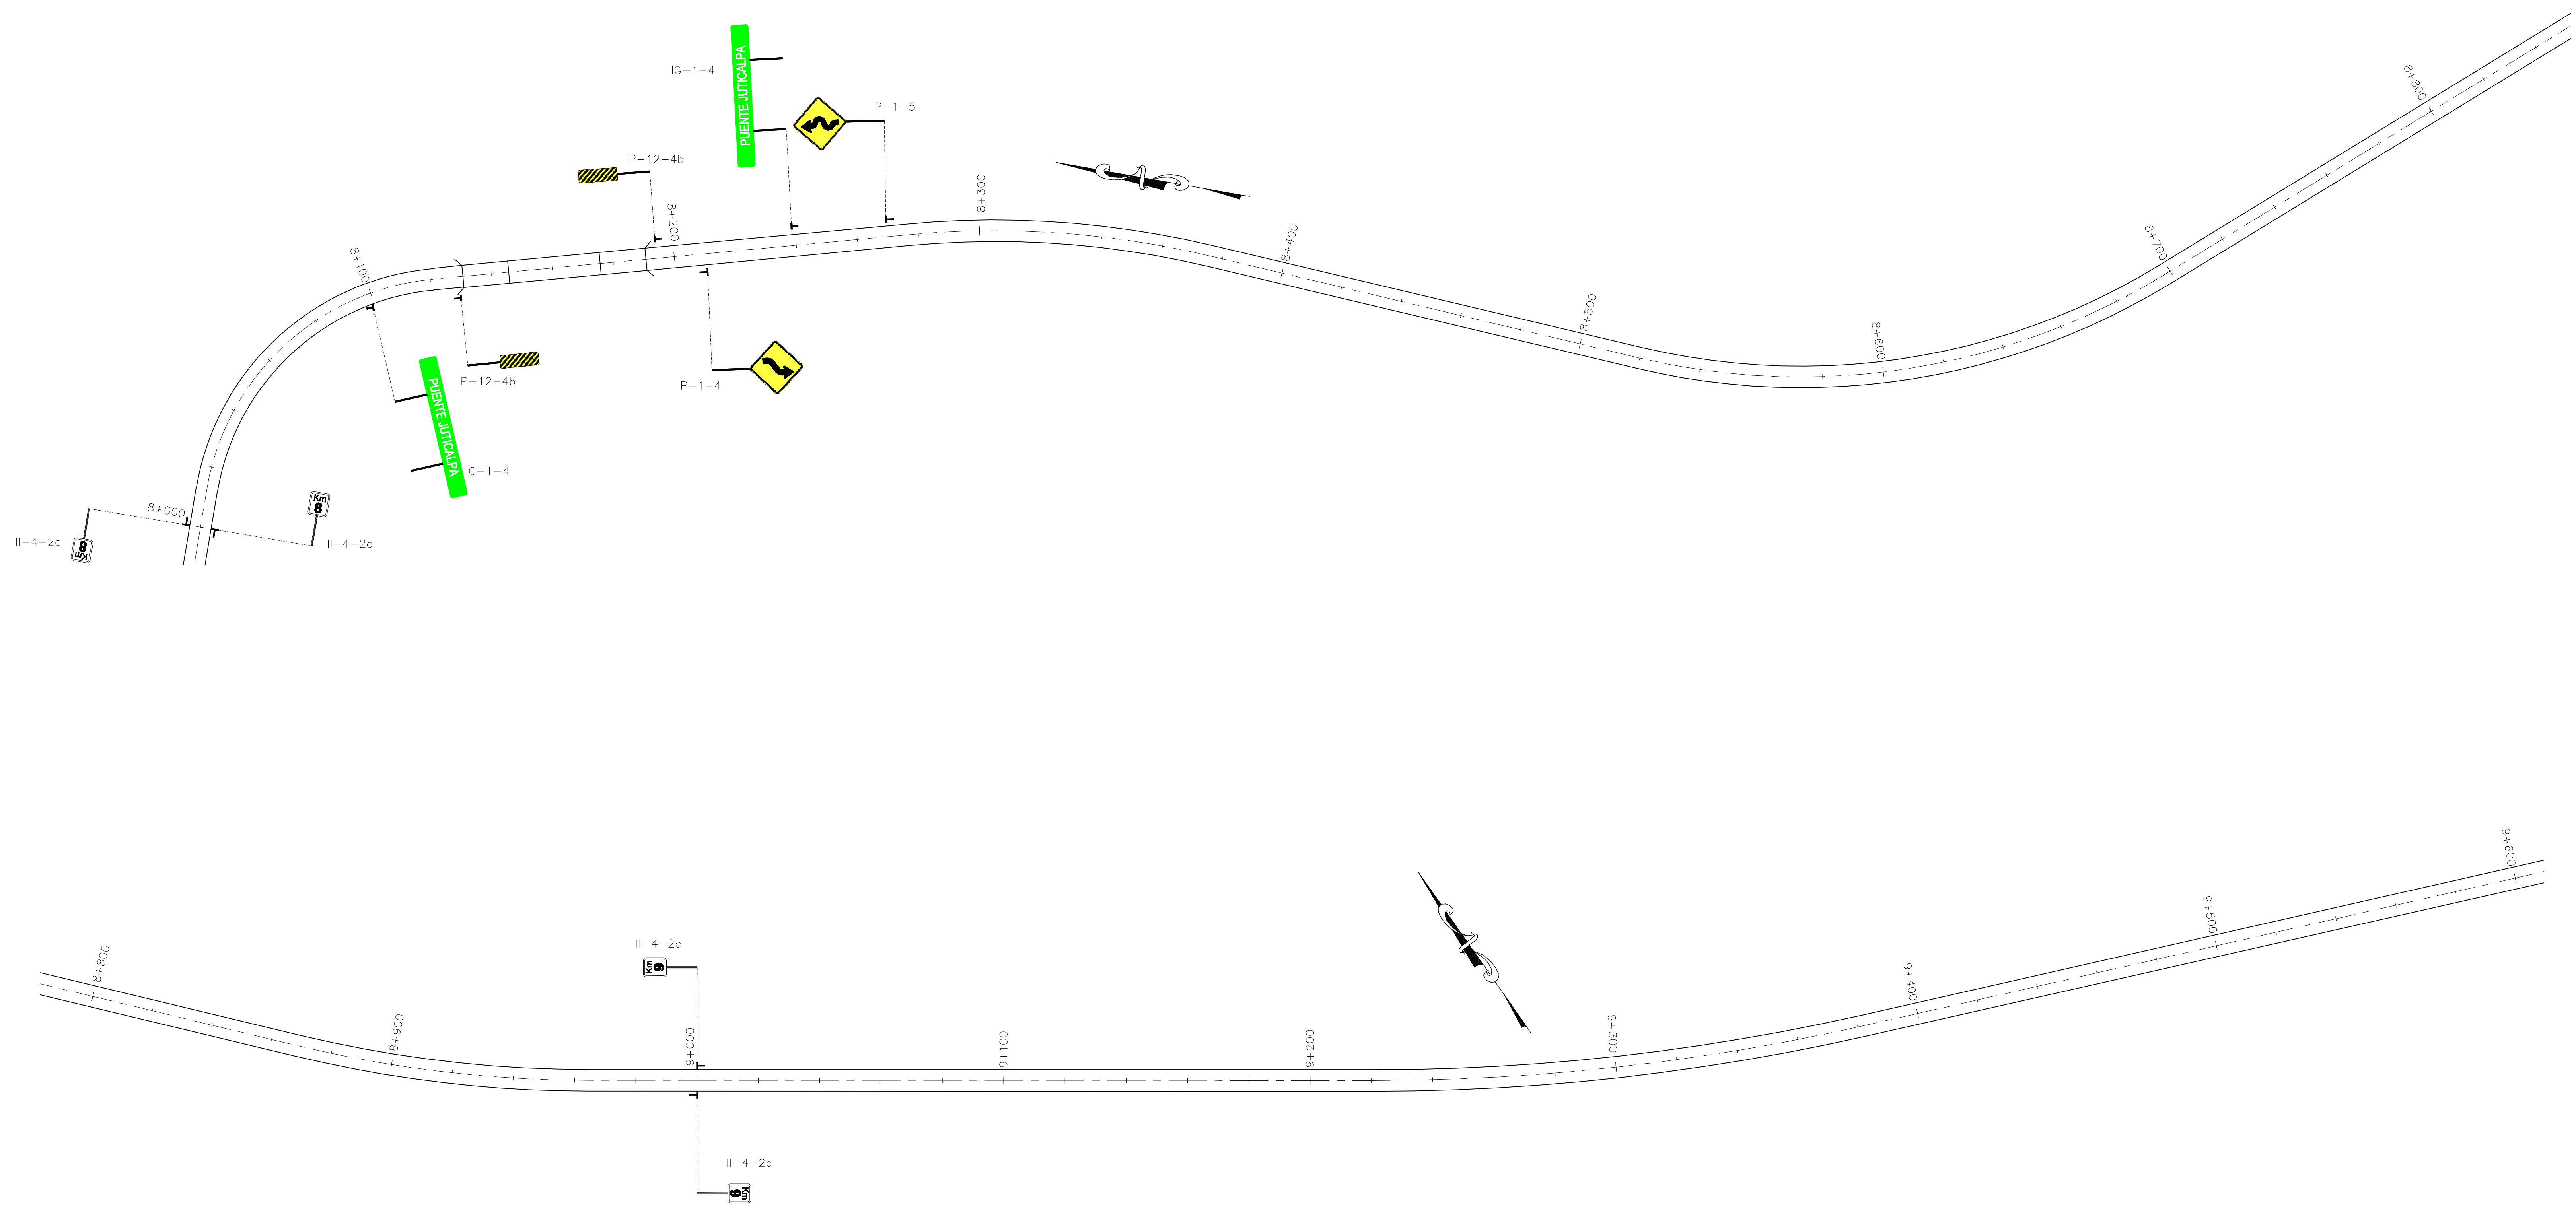 IG-1-4
PUENTE JUTICALPA
P-1-5
P-12-4b
8+000
8+100
8+200
8+300
8+400
8+500
8+600
8+700
8+800
P-12-4b
P-1-4
PUENTE JUTICALPA
IG-1-4
Km
8
II-4-2c
II-4-2c
Km
8
8+800
8+900
9+000
9+100
9+200
9+300
9+400
9+500
9+600
II-4-2c
Km
9
II-4-2c
Km
9